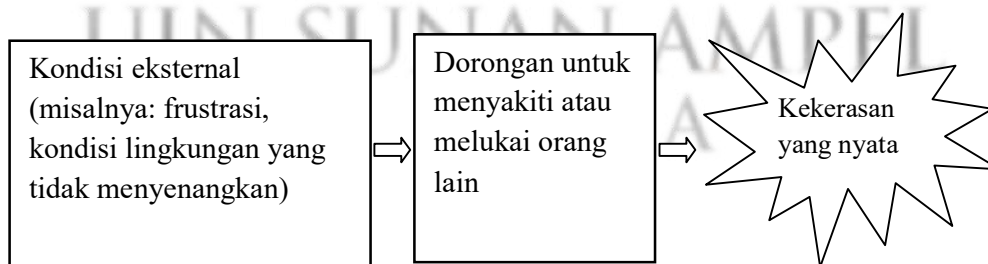 UIN SUNAN AMPEL
Kondisi eksternal
(misalnya: frustrasi,
kondisi lingkungan yang
tidak menyenangkan)
Dorongan untuk
menyakiti atau
melukai orang
lain
Kekerasan
yang nyata